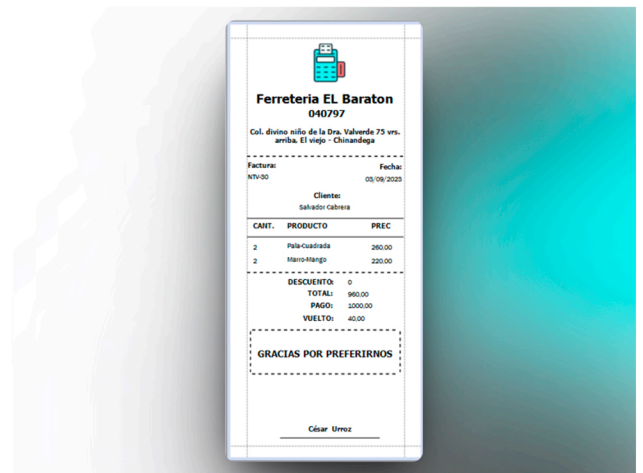 Ferreteria EL Baraton
040797
Col. divino niño de la Dra. Valverde 75 vrs.
arriba, El viejo - Chinandega
Factura: Fecha:
NTV-30 03/09/2023
Cliente:
Salvador Cabrera
CANT. PRODUCTO PREC
2 Pala-Cuadrada 260,00
2 Marro-Mango 220,00
DESCUENTO: 0
TOTAL: 960,00
PAGO: 1000,00
VUELTO: 40,00
GRACIAS POR PREFERIRNOS
César Urroz